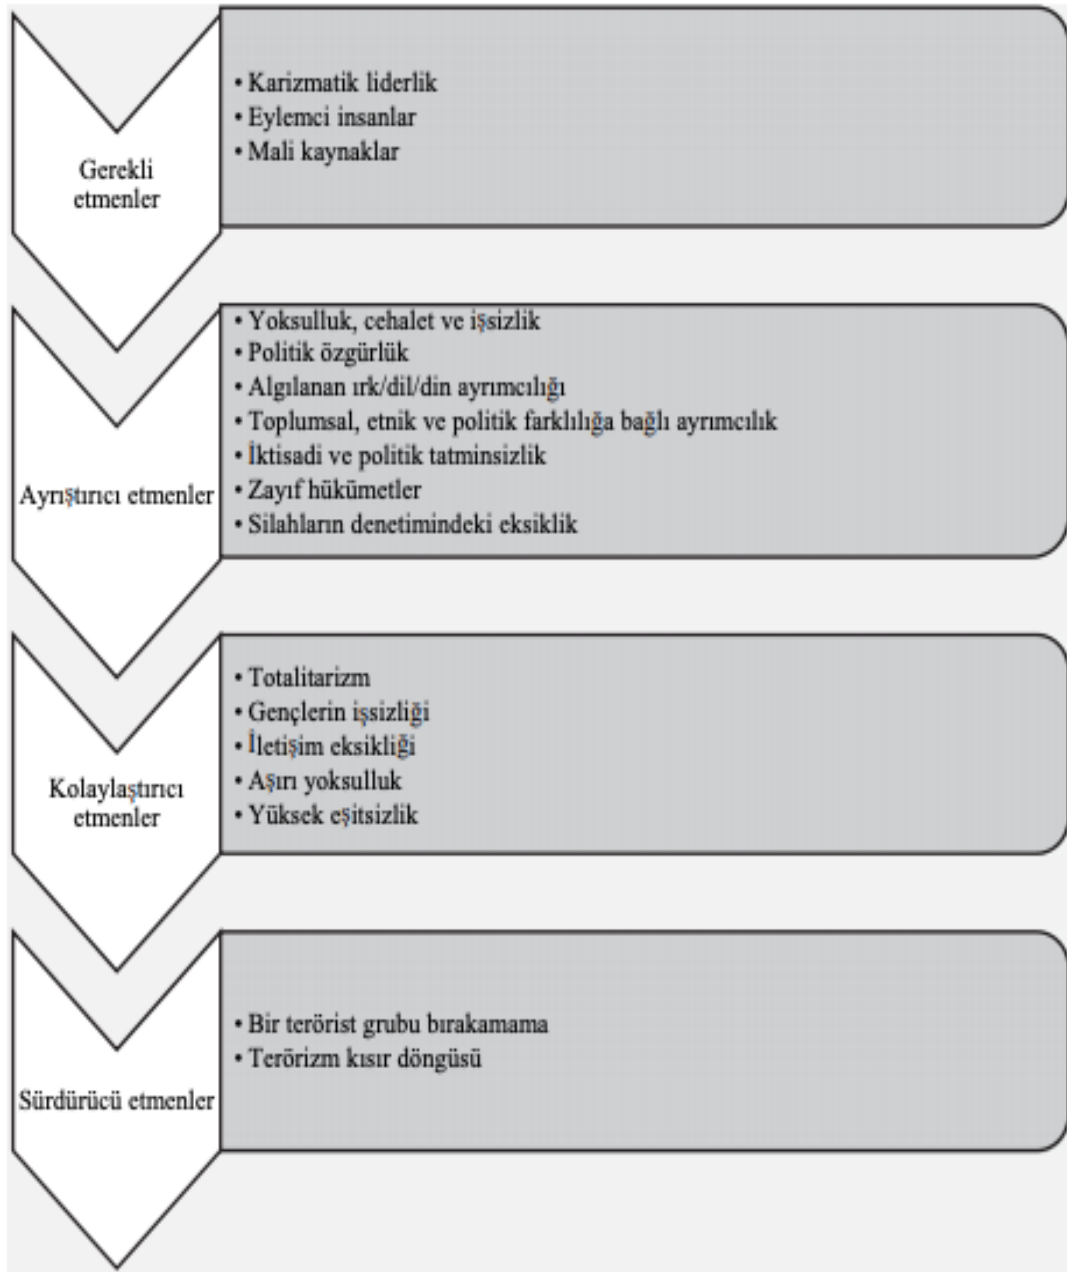 Gerekli
etmenler
• Karizmatik liderlik
• Eylemci insanlar
• Mali kaynaklar
Ayrıştırıcı etmenler
• Yoksulluk, cehalet ve işsizlik
• Politik özgürlük
• Algılanan ırk/dil/din ayrımcılığı
• Toplumsal, etnik ve politik farklılığa bağlı ayrımcılık
• İktisadi ve politik tatminsizlik
• Zayıf hükümetler
• Silahların denetimindeki eksiklik
Kolaylaştırıcı
etmenler
• Totalitarizm
• Gençlerin işsizliği
• İletişim eksikliği
• Aşırı yoksulluk
• Yüksek eşitsizlik
Sürdürücü etmenler
• Bir terörist grubu bırakamama
• Terörizm kısır döngüsü